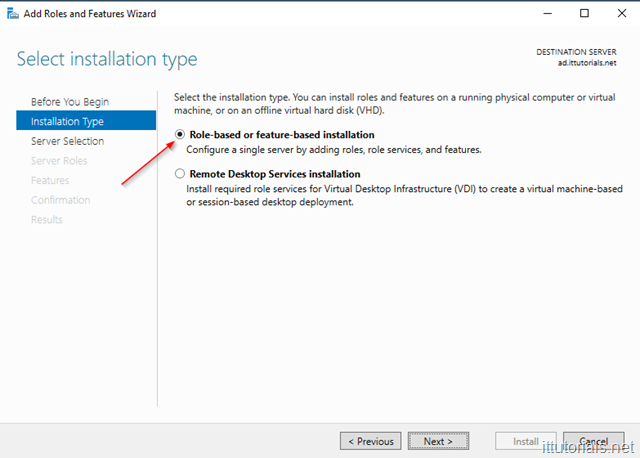 Add Roles and Features Wizard
Select installation type
DESTINATION SERVER
ad.ittutorials.net
Before You Begin
Installation Type
Server Selection
Server Roles
Features
Confirmation
Results
Select the installation type. You can install roles and features on a running physical computer or virtual
machine, or on an offline virtual hard disk (VHD).
Role-based or feature-based installation
Configure a single server by adding roles, role services, and features.
Remote Desktop Services installation
Install required role services for Virtual Desktop Infrastructure (VDI) to create a virtual machine-based
or session-based desktop deployment.
< Previous
Next >
Install
Cancel
ittutorials.net